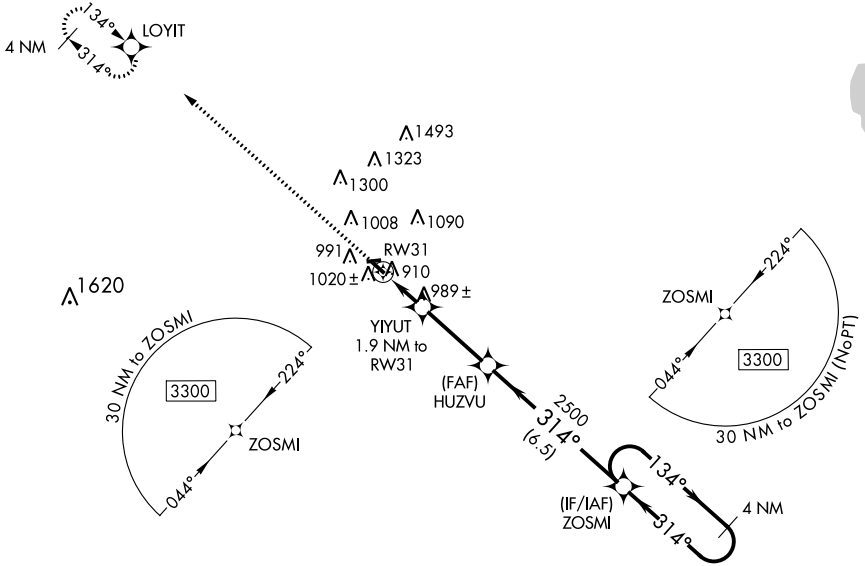 134°
LOYIT
4 NM
314°
1493
1323
1300
1008
1090
991
RW31
1020 ±
910
1620
989 ±
YIYUT
1.9 NM to
RW31
(FAF)
HUZVU
2500
314°
(6.5)
(IF/IAF)
ZOSMI
134°
314°
4 NM
30 NM to ZOSMI
3300
224°
044°
ZOSMI
224°
ZOSMI
3300
044°
30 NM to ZOSMI (NoPT)